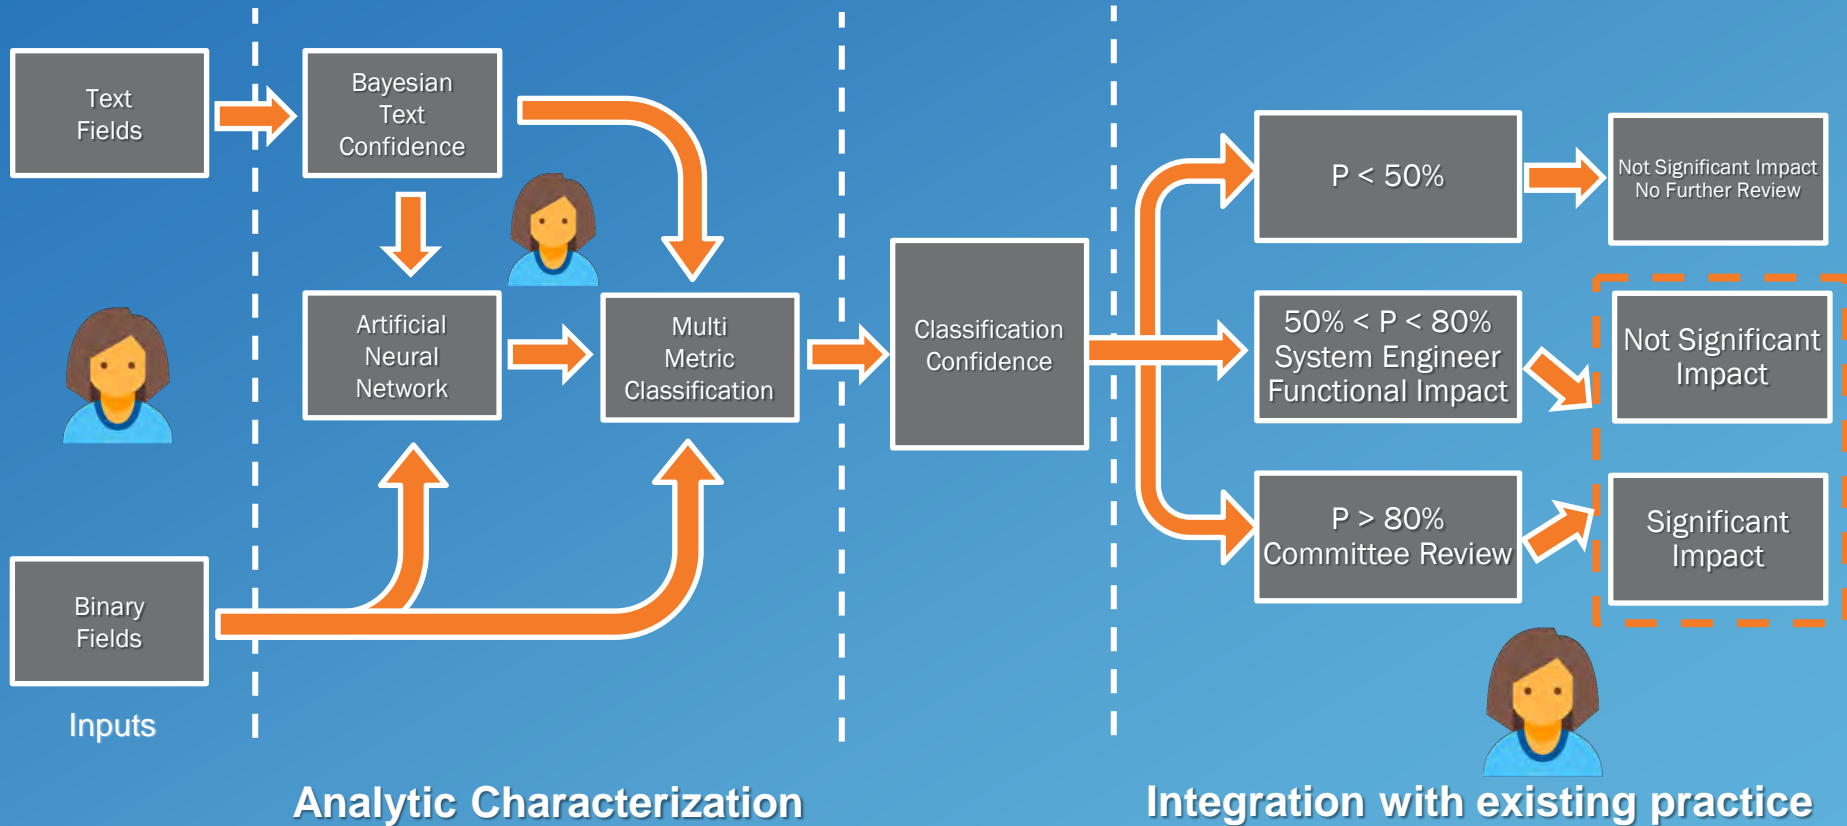 Text
Fields
Bayesian
Text
Confidence
Artificial
Neural
Network
Multi
Metric
Classification
Binary
Fields
Inputs
Classification
Confidence
P < 50%
Not Significant Impact
No Further Review
50% < P < 80%
System Engineer
Functional Impact
Not Significant
Impact
P > 80%
Committee Review
Significant
Impact
Analytic Characterization
Integration with existing practice